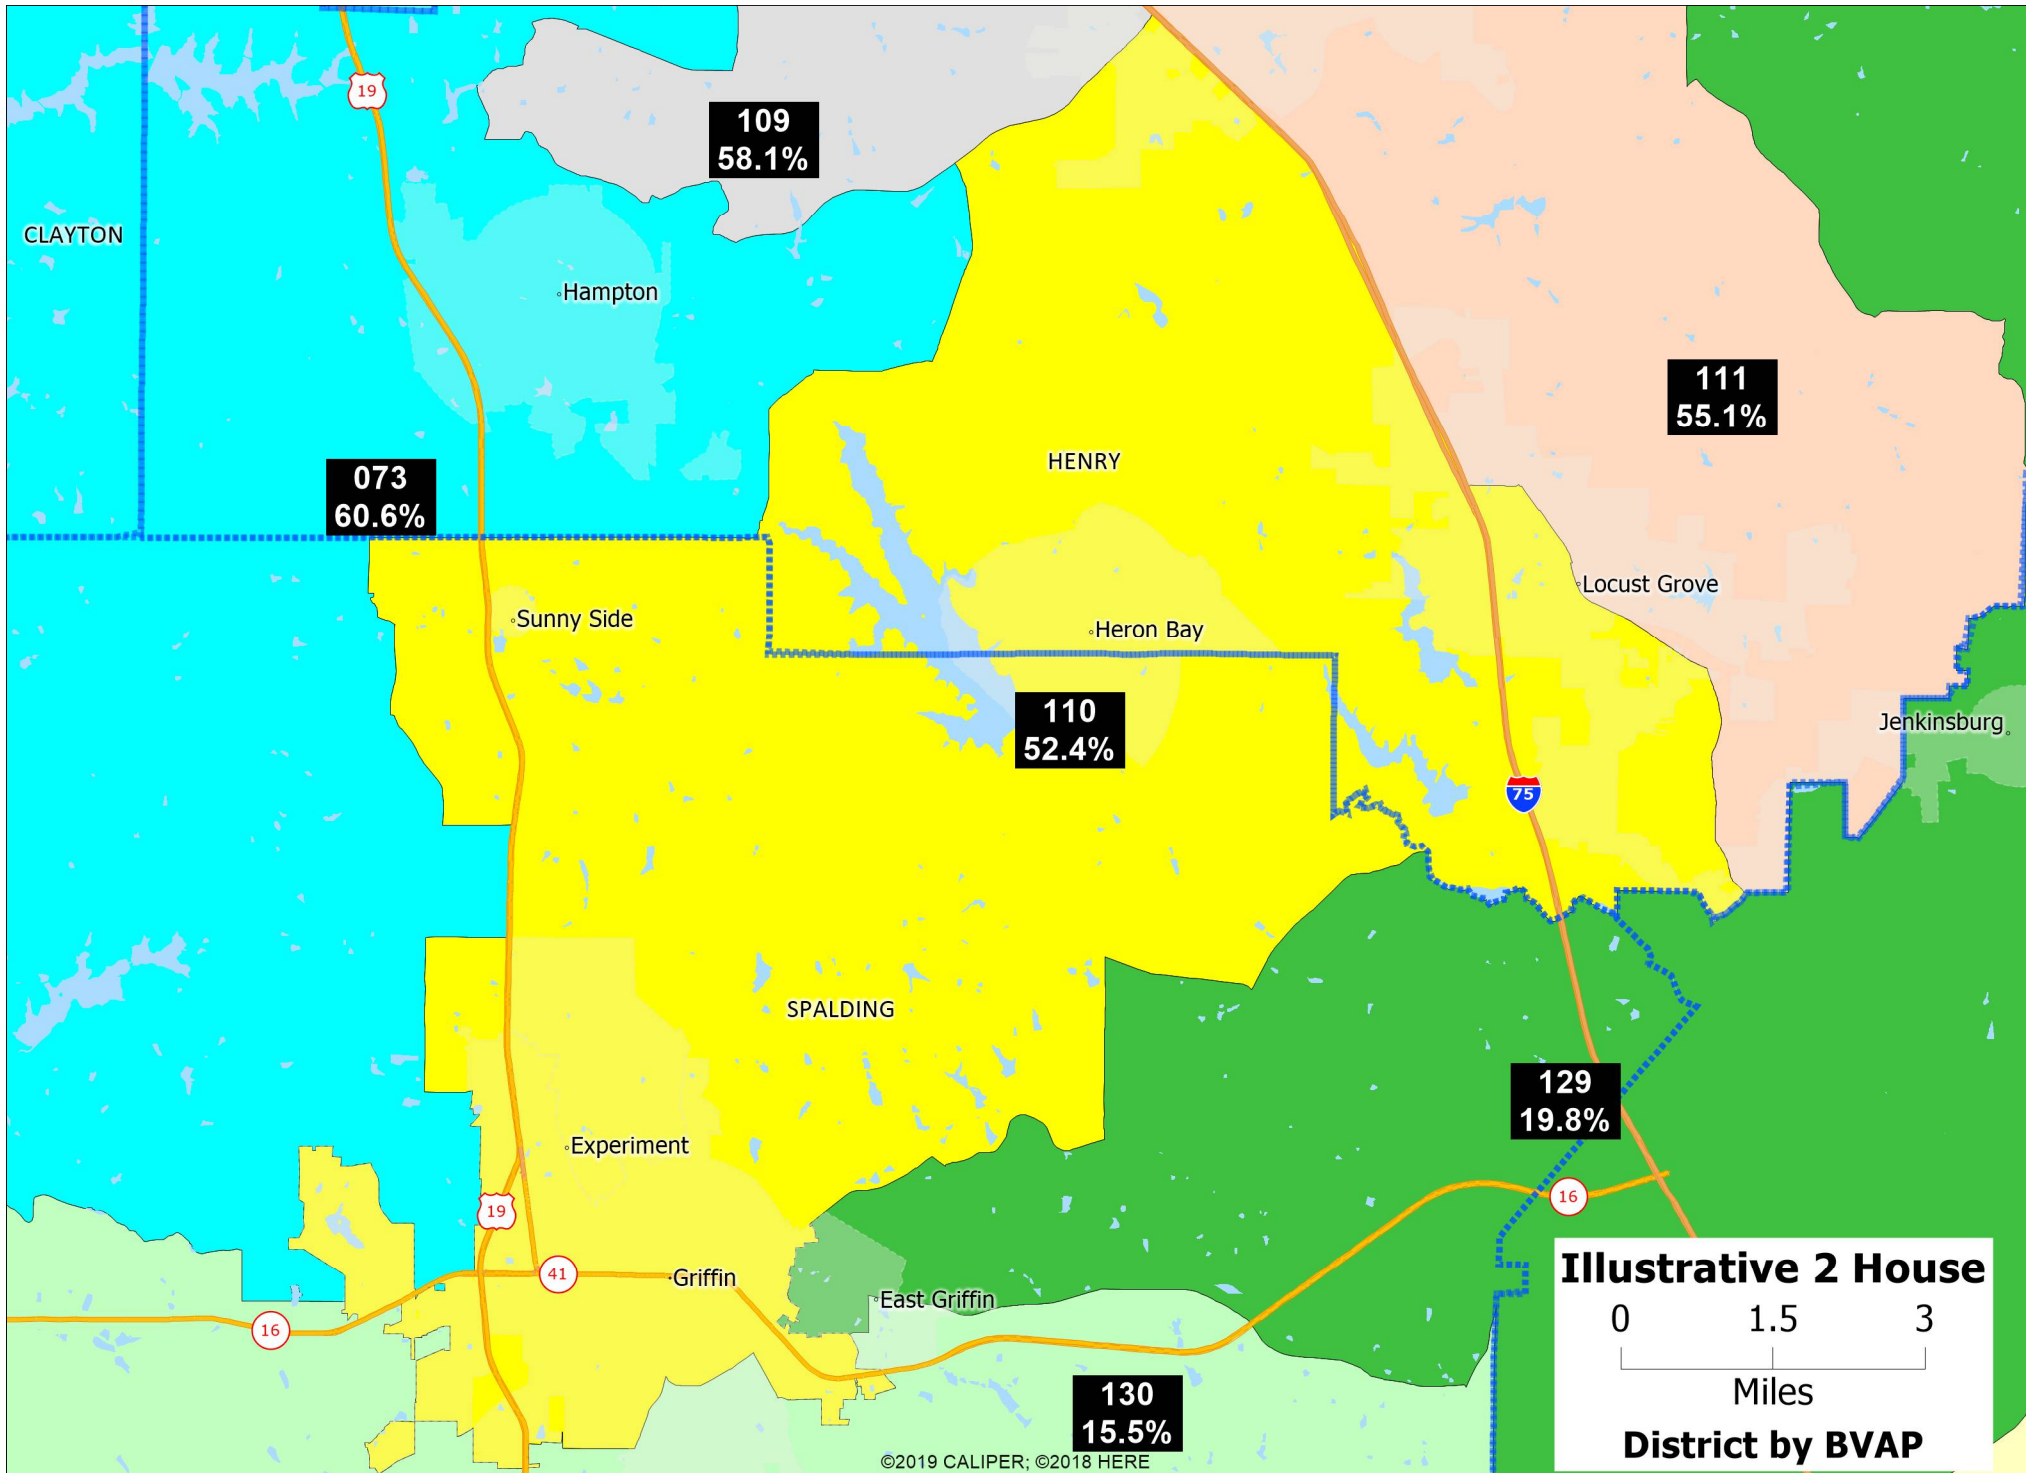 19
109
58.1%
CLAYTON
Hampton
111
55.1%
HENRY
073
60.6%
Locust Grove
Sunny Side
Heron Bay
110
52.4%
Jenkinsburg
75
SPALDING
129
19.8%
Experiment
16
19
41
Griffin
East Griffin
16
130
15.5%
Illustrative 2 House
0 1.5 3
Miles
District by BVAP
©2019 CALIPER; ©2018 HERE